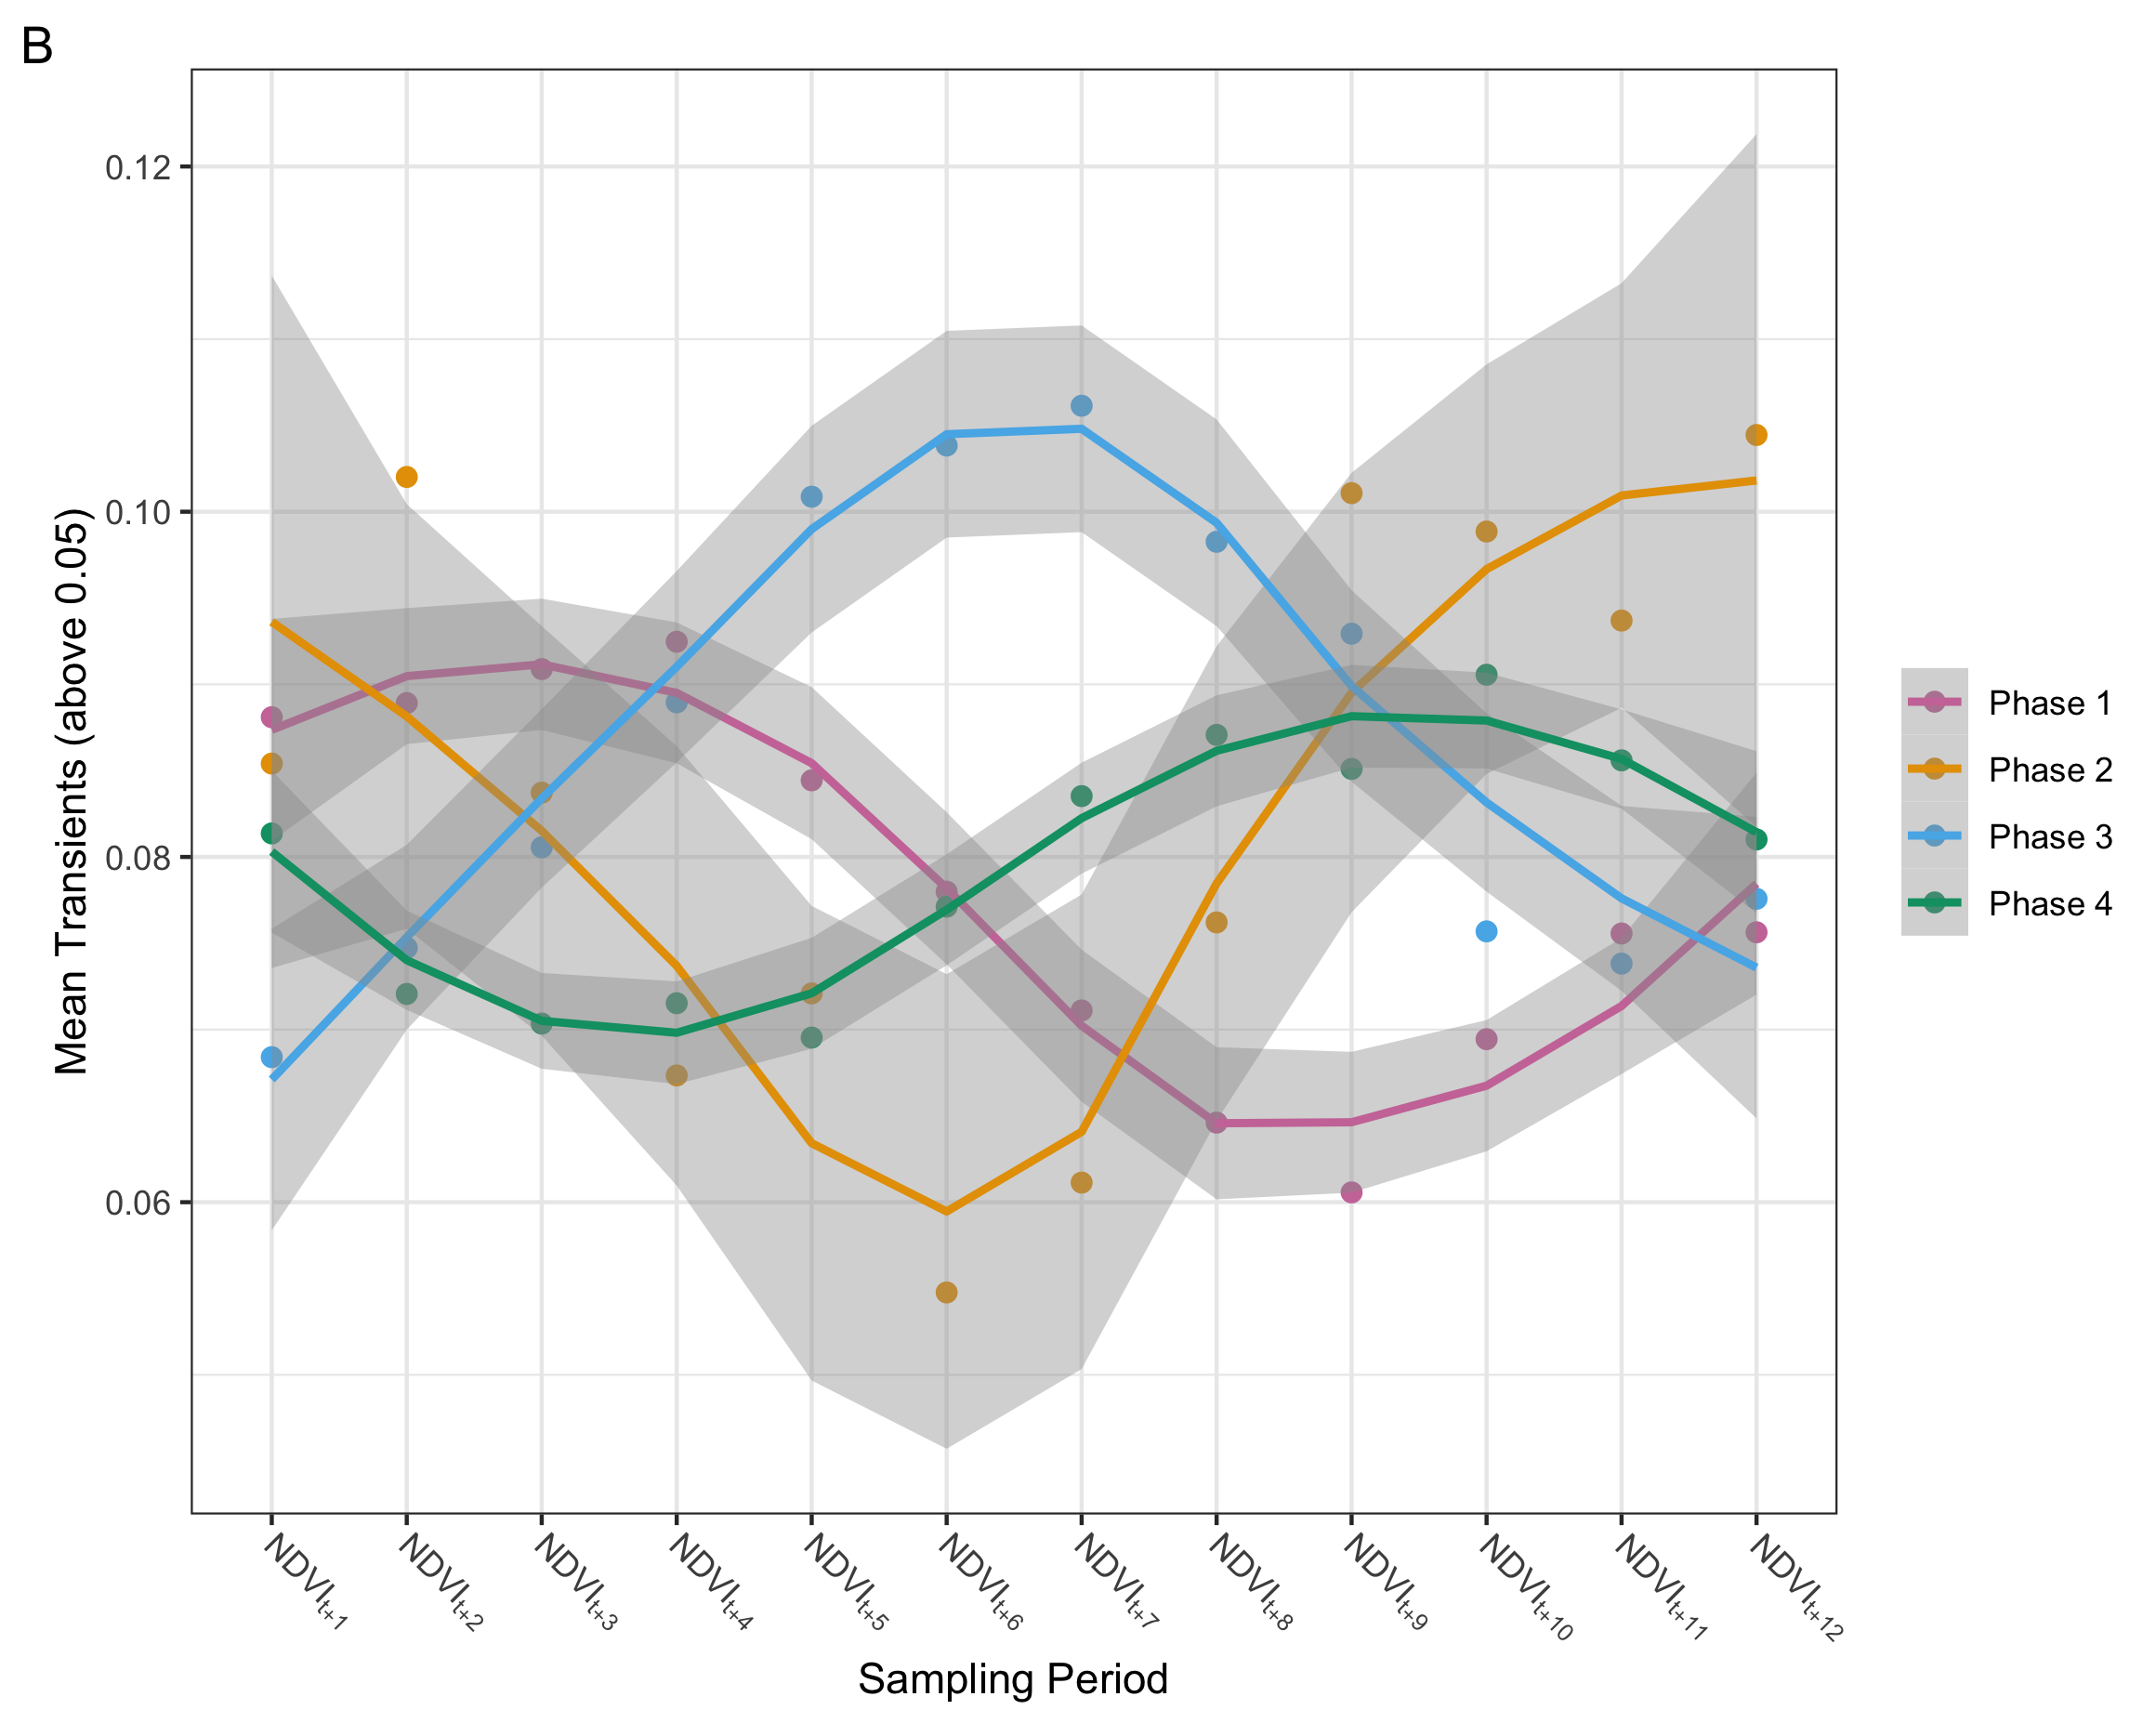 B
Mean Transients (above 0.05)
0.12
0.10
0.08
0.06
NDVIt+1
NDVIt+2
NDVIt+3
NDVIt+4
NDVIt+5
NDVIt+6
NDVIt+7
NDVIt+8
NDVIt+9
NDVIt+10
NDVIt+11
NDVIt+12
Sampling Period
Phase 1
Phase 2
Phase 3
Phase 4